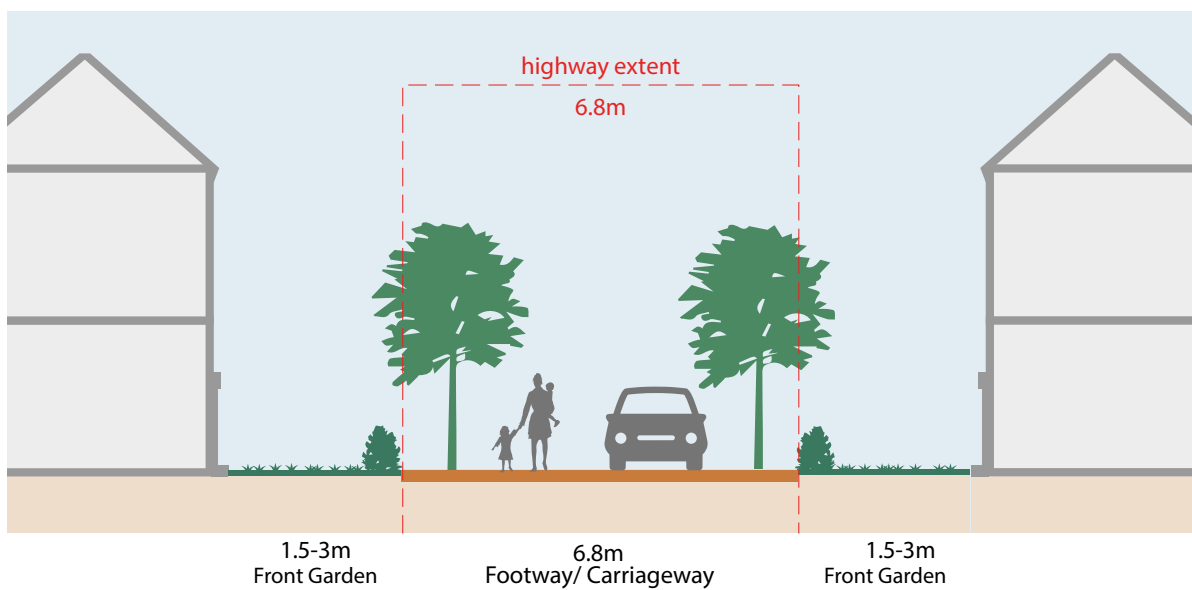 highway extent
6.8m
1.5-3m
Front Garden
6.8m
Footway/ Carriageway
1.5-3m
Front Garden